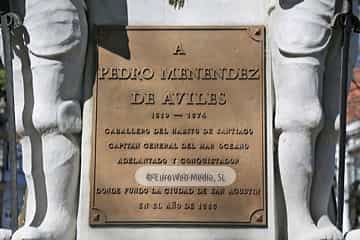 A
PEDRO MENENDEZ
DE AVILES
1519 — 1574
CABALLERO DEL HABITO DE SANTIAGO
CAPITAN GENERAL DEL MAR OCEANO
ADELANTADO Y CONQUISTADOR
©EuroWeb Media, SL
DONDE FUNDO LA CIUDAD DE SAN AGUSTIN
EN EL AÑO DE 1565